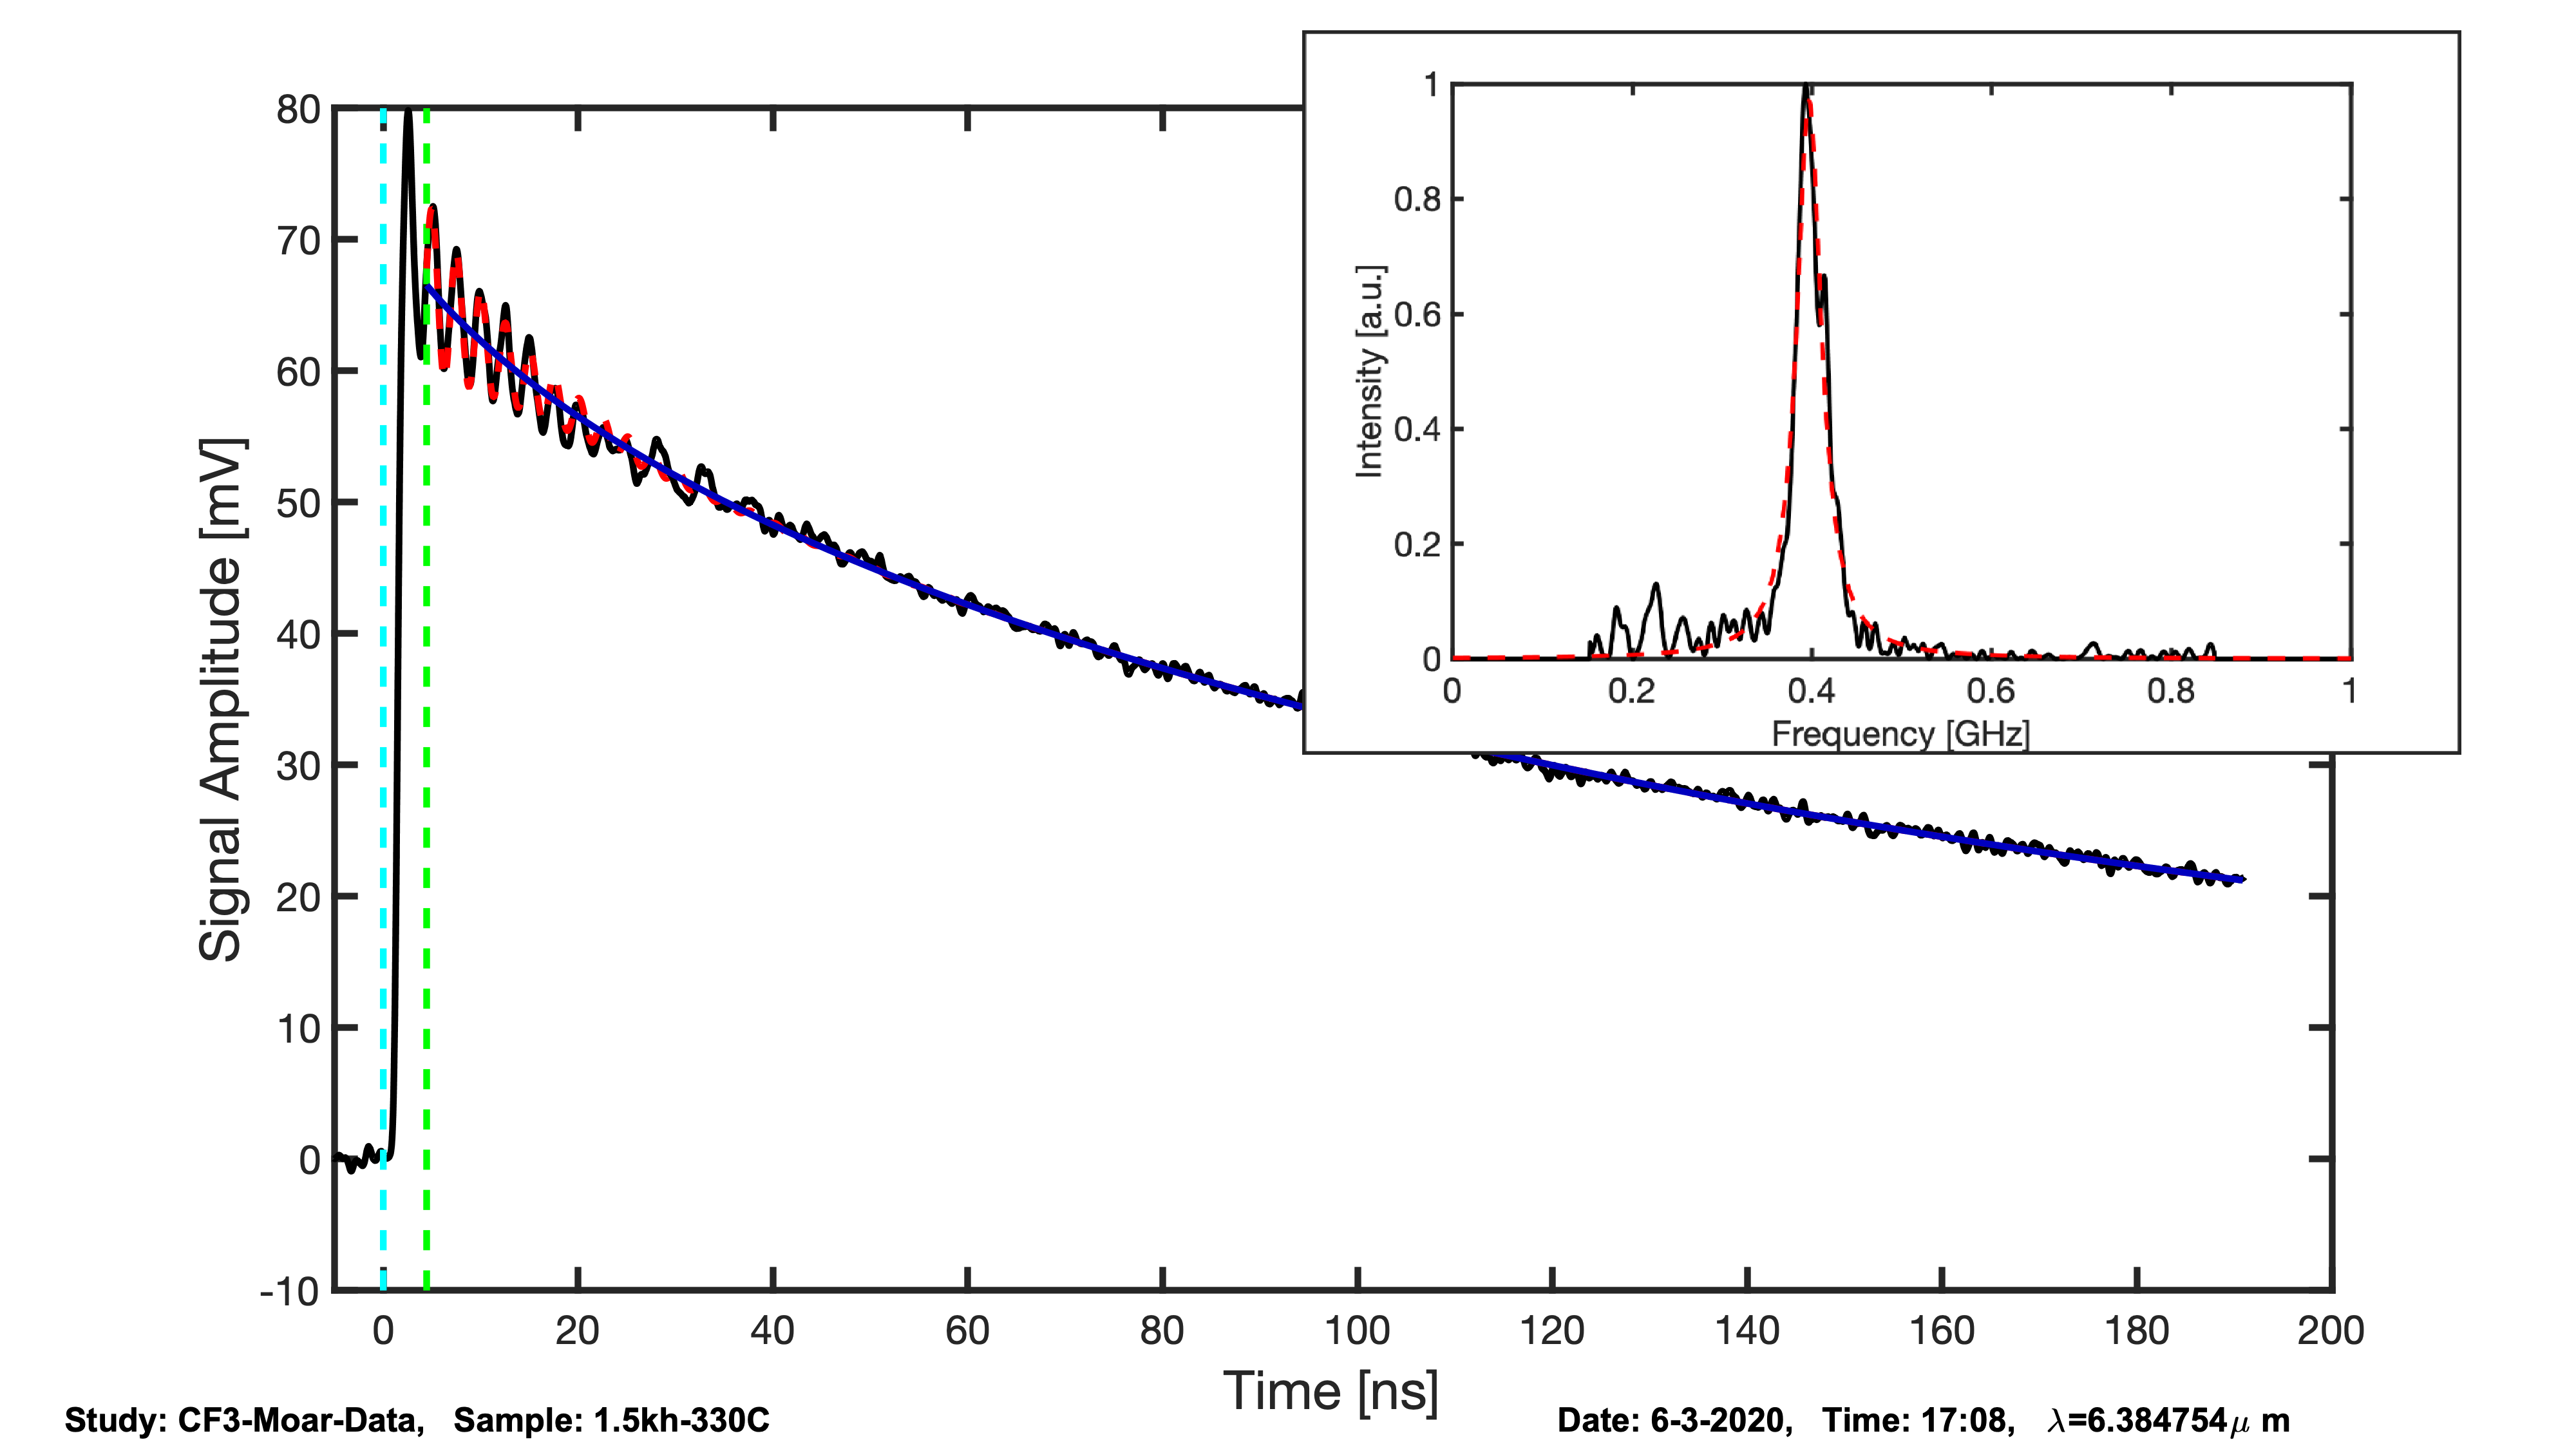 1
0.8
0.6
0.4
0.2
0
Intensity [a.u.]
0 0.2 0.4 0.6 0.8 1
Frequency [GHz]
80
70
60
50
40
30
20
10
0
-10
Signal Amplitude [mV]
0 20 40 60 80 100 120 140 160 180 200
Time [ns]
Study: CF3-Moar-Data, Sample: 1.5kh-330C
Date: 6-3-2020, Time: 17:08, λ=6.384754μ m